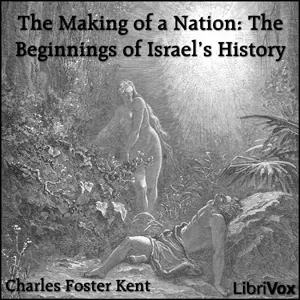 The Making of a Nation: The
Beginnings of Israel's History
Charles Foster Kent
LibriVox